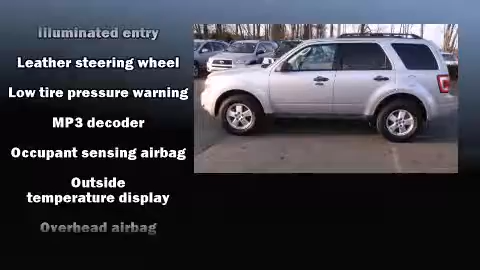 Illuminated entry
Leather steering wheel
Low tire pressure warning
MP3 decoder
Occupant sensing airbag
Outside
temperature display
Overhead airbag